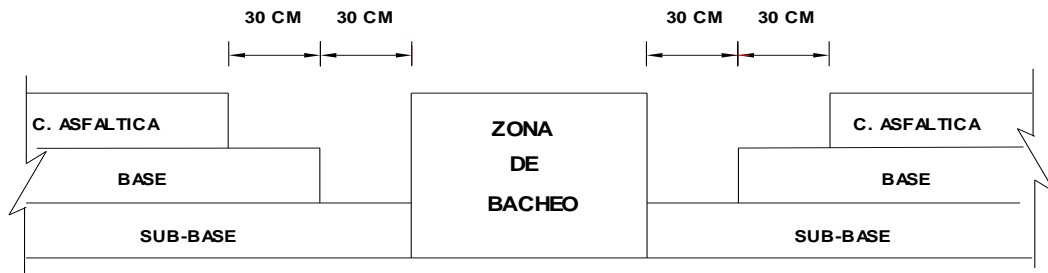 30 CM 30 CM 30 CM 30 CM
C. ASFALTICA ZONA C. ASFALTICA
DE
BASE BASE
BACHEO
SUB-BASE SUB-BASE